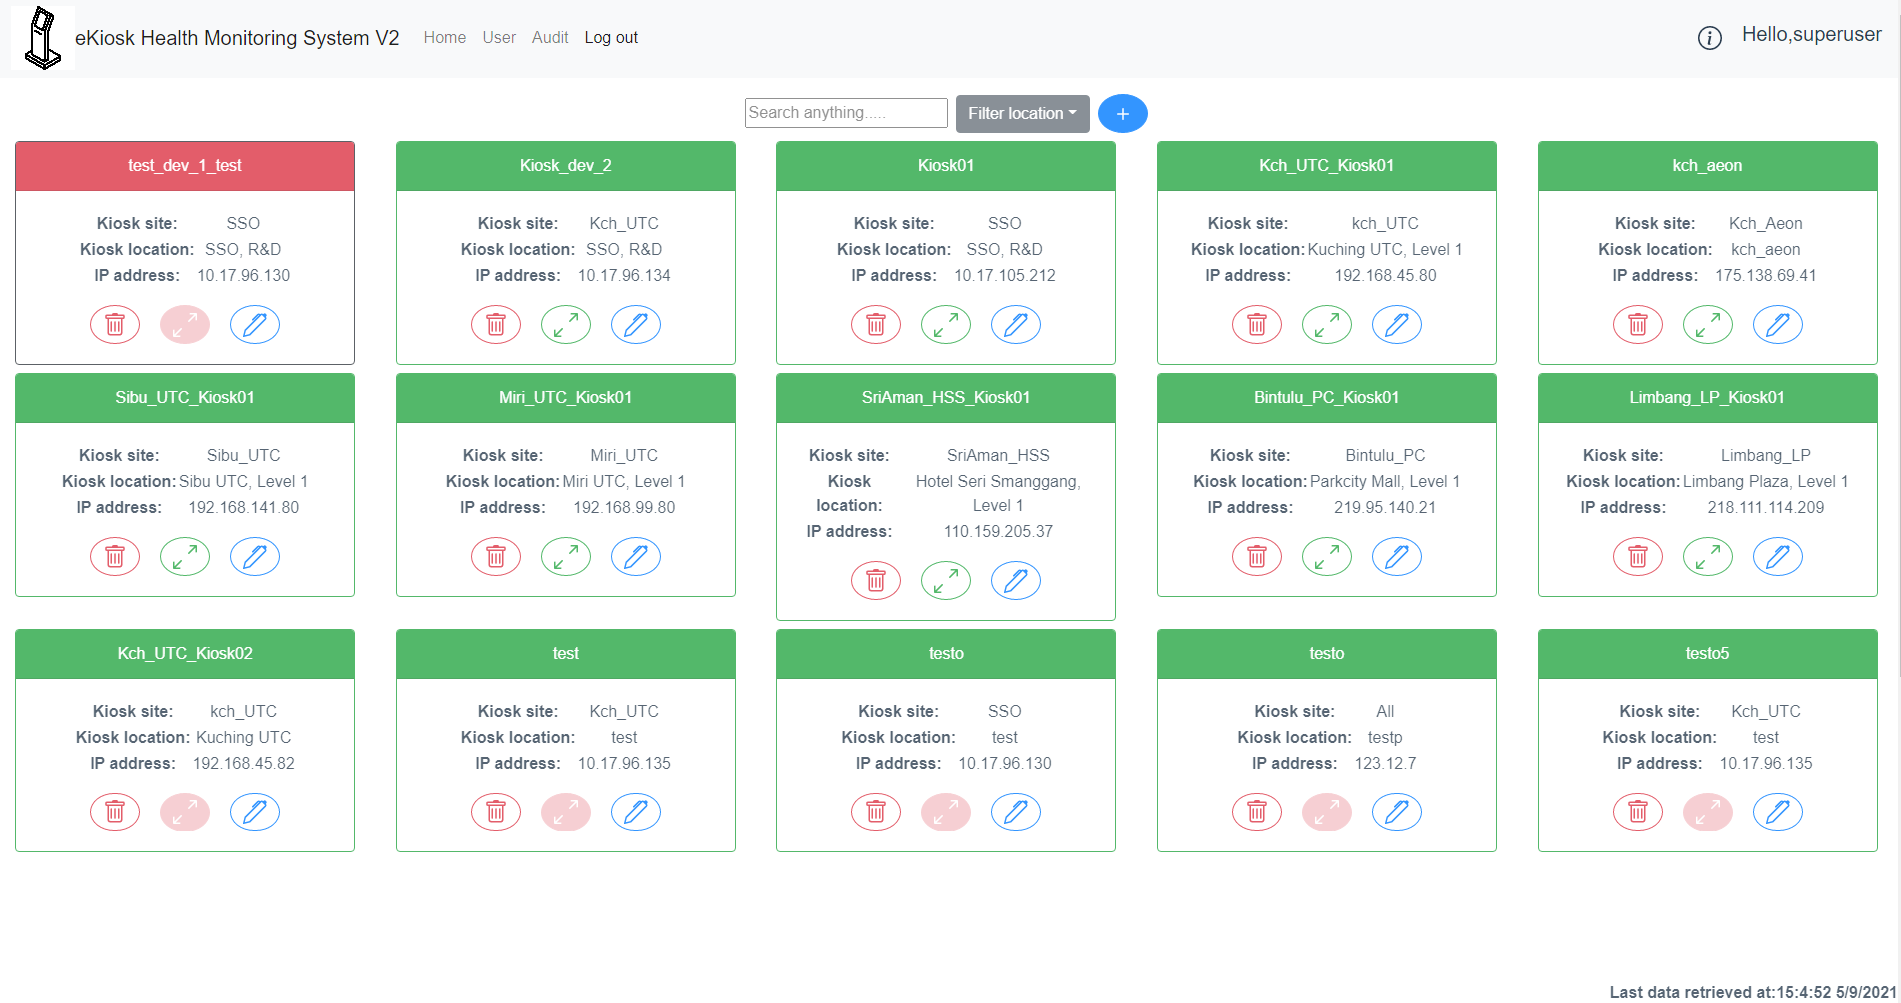 eKiosk Health Monitoring System V2 Home User Audit Log out Hello,superuser
Search anything..... Filter location +
test_dev_1_test
Kiosk site: SSO
Kiosk location: SSO, R&D
IP address: 10.17.96.130
Kiosk_dev_2
Kiosk site: Kch_UTC
Kiosk location: SSO, R&D
IP address: 10.17.96.134
Kiosk01
Kiosk site: SSO
Kiosk location: SSO, R&D
IP address: 10.17.105.212
Kch_UTC_Kiosk01
Kiosk site: kch_UTC
Kiosk location: Kuching UTC, Level 1
IP address: 192.168.45.80
kch_aeon
Kiosk site: Kch_Aeon
Kiosk location: kch_aeon
IP address: 175.138.69.41
Sibu_UTC_Kiosk01
Kiosk site: Sibu_UTC
Kiosk location: Sibu UTC, Level 1
IP address: 192.168.141.80
Miri_UTC_Kiosk01
Kiosk site: Miri_UTC
Kiosk location: Miri UTC, Level 1
IP address: 192.168.99.80
SriAman_HSS_Kiosk01
Kiosk site: SriAman_HSS
Kiosk Hotel Seri Smanggang,
location: Level 1
IP address: 110.159.205.37
Bintulu_PC_Kiosk01
Kiosk site: Bintulu_PC
Kiosk location: Parkcity Mall, Level 1
IP address: 219.95.140.21
Limbang_LP_Kiosk01
Kiosk site: Limbang_LP
Kiosk location: Limbang Plaza, Level 1
IP address: 218.111.114.209
Kch_UTC_Kiosk02
Kiosk site: kch_UTC
Kiosk location: Kuching UTC
IP address: 192.168.45.82
test
Kiosk site: Kch_UTC
Kiosk location: test
IP address: 10.17.96.135
testo
Kiosk site: SSO
Kiosk location: test
IP address: 10.17.96.130
testo
Kiosk site: All
Kiosk location: testp
IP address: 123.12.7
testo5
Kiosk site: Kch_UTC
Kiosk location: test
IP address: 10.17.96.135
Last data retrieved at:15:4:52 5/9/2021